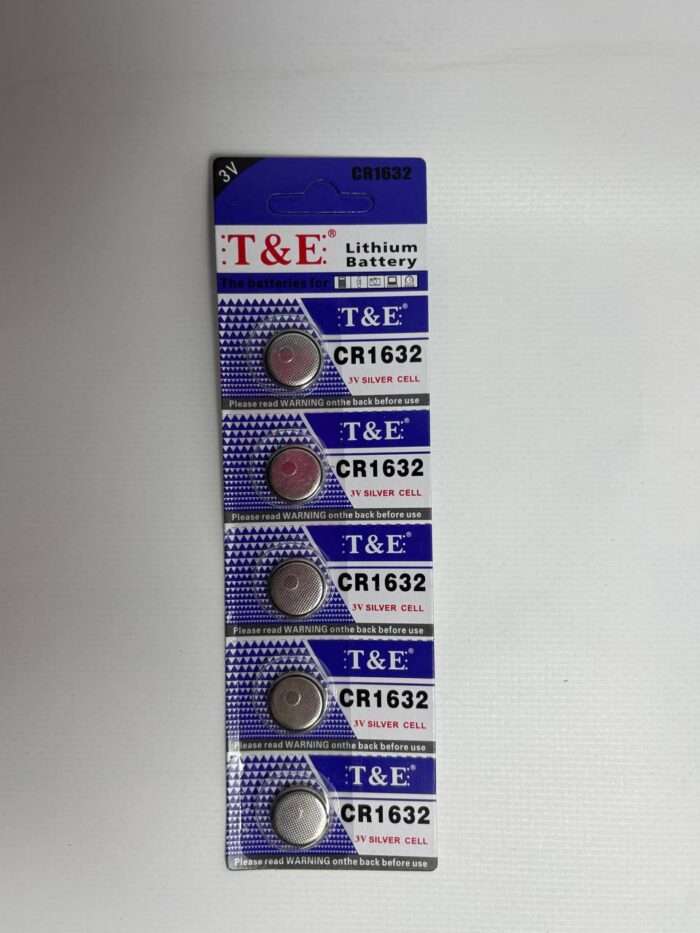 3V
CR1632
T&E®
Lithium
Battery
The batteries for
T&E®
CR1632
3V SILVER CELL
Please read WARNING onthe back before use
T&E®
CR1632
3V SILVER CELL
Please read WARNING onthe back before use
T&E®
CR1632
3V SILVER CELL
Please read WARNING onthe back before use
T&E®
CR1632
3V SILVER CELL
Please read WARNING onthe back before use
T&E®
CR1632
3V SILVER CELL
Please read WARNING onthe back before use